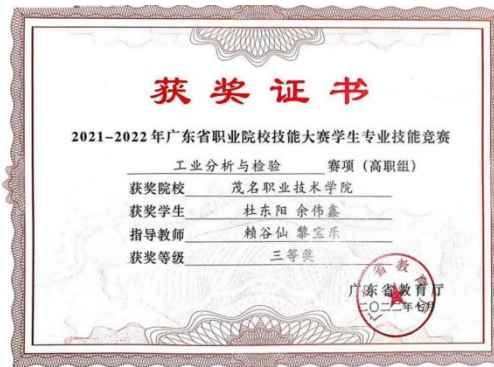 获奖证书
2021-2022年广东省职业院校技能大赛学生专业技能竞赛
工业分析与检验 赛项（高职组）
获奖院校 茂名职业技术学院
获奖学生 杜东阳 余伟鑫
指导教师 赖谷仙 黎宝乐
获奖等级 三等奖
广东省教育厅
二〇二二年七月